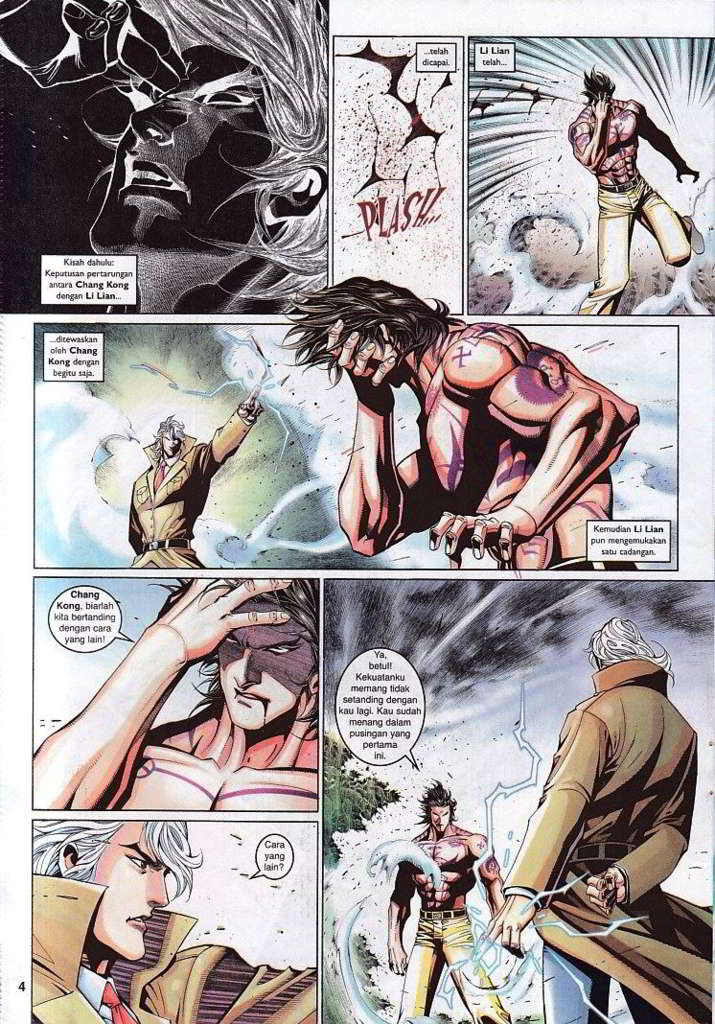 Kisah dahulu:
Keputusan pertarungan
antara Chang Kong
dengan Li Lian...
...telah
dicapai.
PLASH...
Li Lian
telah...
...ditewaskan
oleh Chang
Kong dengan
begitu saja.
Kemudian Li Lian
pun mengemukakan
satu cadangan.
Chang
Kong, biarlah
kita bertanding
dengan cara
yang lain!
Ya,
betul!
Kekuatanku
memang tidak
setanding dengan
kau lagi. Kau sudah
menang dalam
pusingan yang
pertama
ini.
Cara
yang
lain?
4